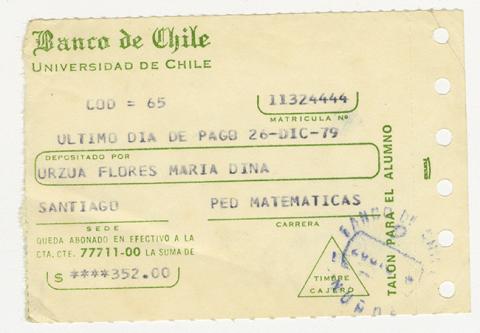 Banco de Chile
UNIVERSIDAD DE CHILE
COD = 65
11324444
MATRICULA Nº
ULTIMO DIA DE PAGO 26-DIC-79
DEPOSITADO POR
URZUA FLORES MARIA DINA
SANTIAGO
PED MATEMATICAS
SEDE
CARRERA
QUEDA ABONADO EN EFECTIVO A LA
CTA. CTE. 77711-00 LA SUMA DE
$ ****352.00
TIMBRE
CAJERO
TALON PARA EL ALUMNO
BANCO DE